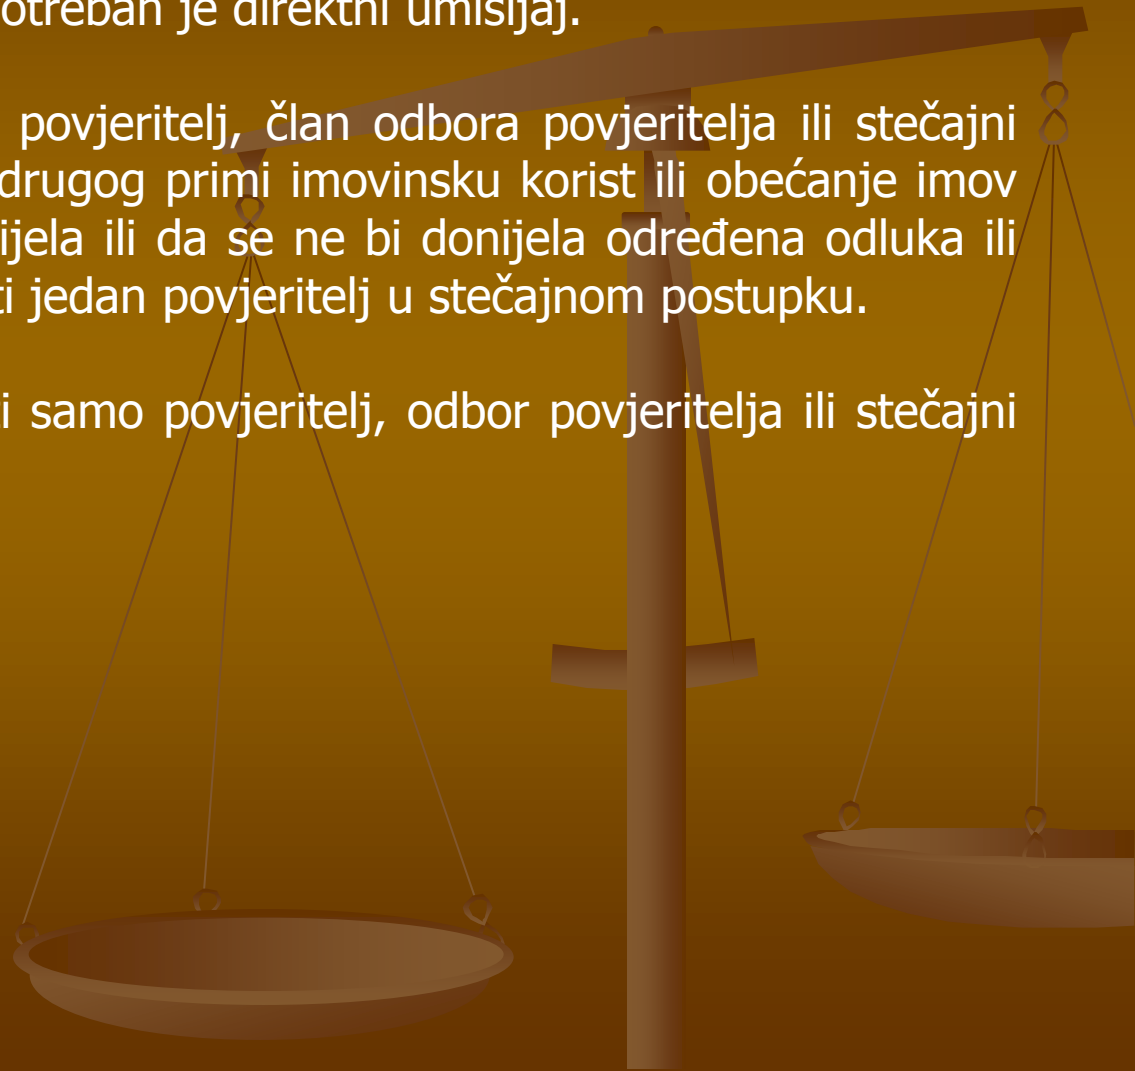 otreban je direktni umišljaj.
povjeritelj, član odbora povjeritelja ili stečajni
drugog primi imovinsku korist ili obećanje imov
ijela ili da se ne bi donijela određena odluka ili
ti jedan povjeritelj u stečajnom postupku.
i samo povjeritelj, odbor povjeritelja ili stečajni